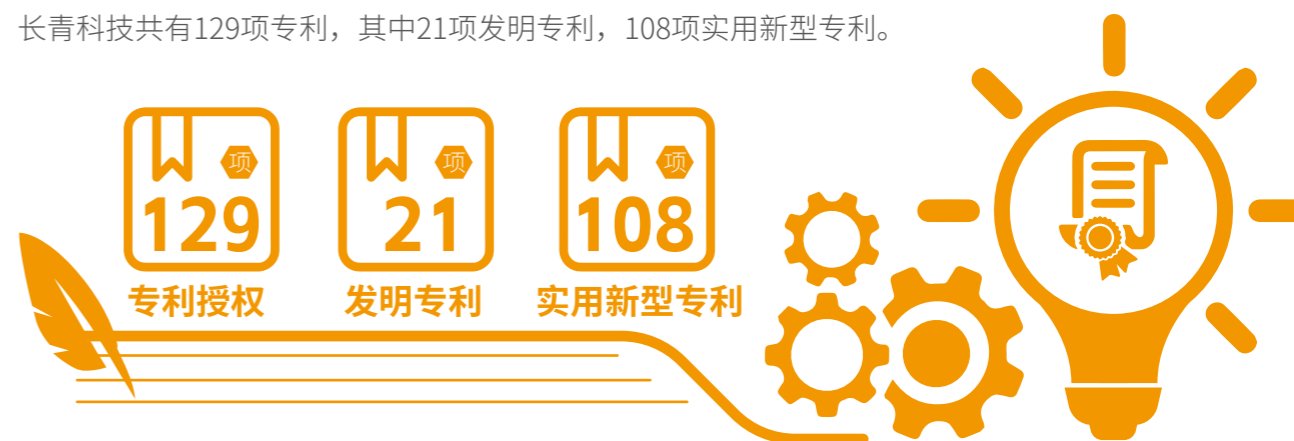 长青科技共有129项专利，其中21项发明专利，108项实用新型专利。
项 项 项
129 21 108
专利授权 发明专利 实用新型专利